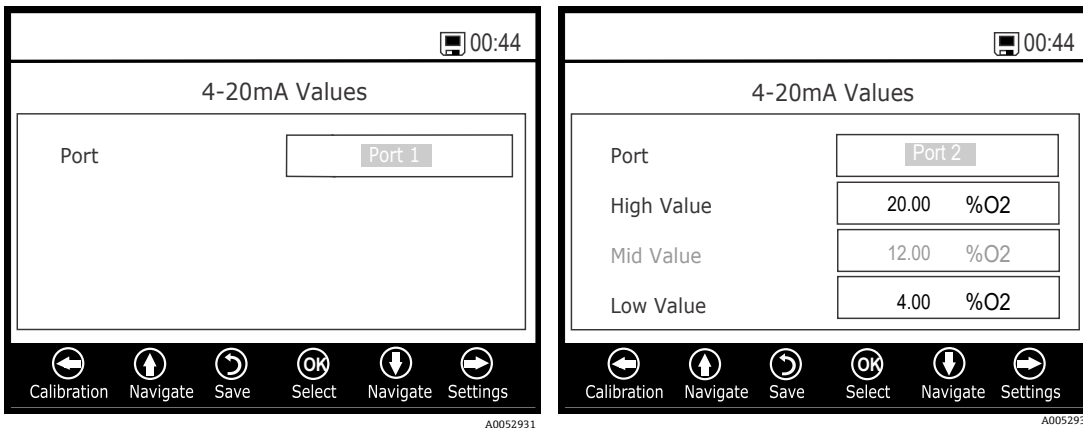 00:44
4-20mA Values
Port Port 1
Calibration Navigate Save OK Select Navigate Settings
A0052931
00:44
4-20mA Values
Port Port 2
High Value 20.00 %O2
Mid Value 12.00 %O2
Low Value 4.00 %O2
Calibration Navigate Save OK Select Navigate Settings